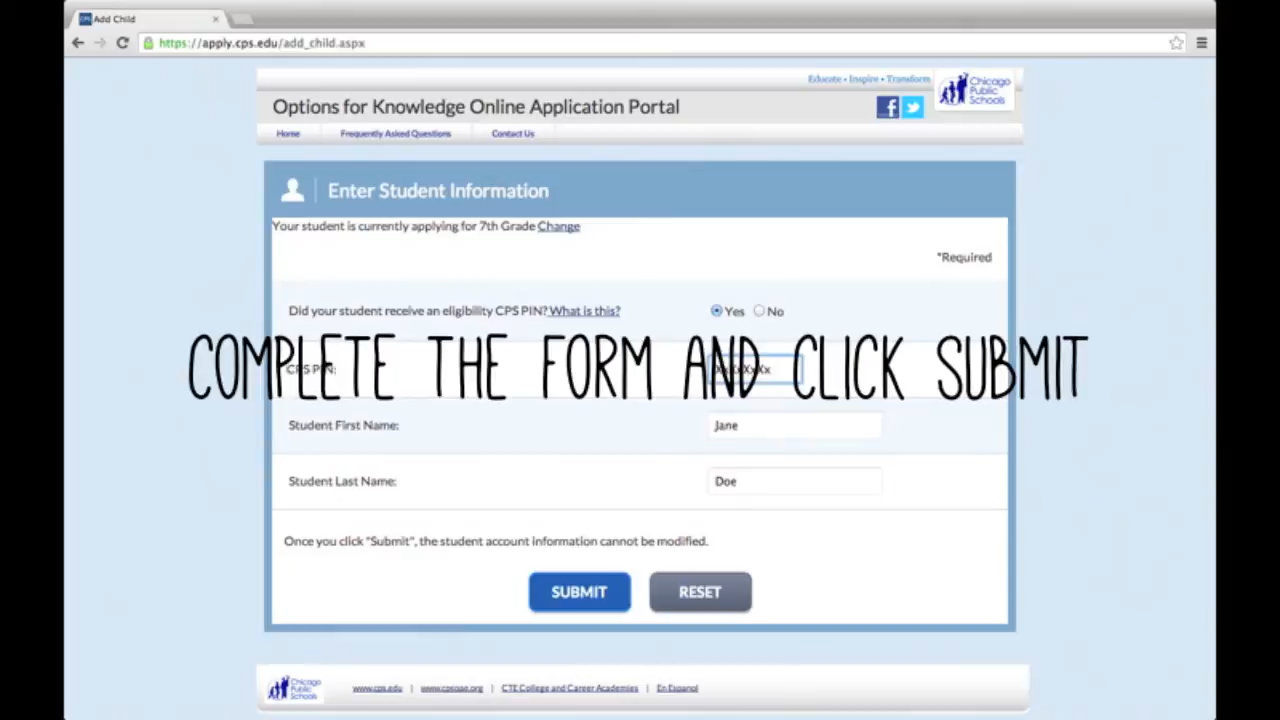 Add Child
https://apply.cps.edu/add_child.aspx
Educate • Inspire • Transform
Chicago
Public
Schools
Options for Knowledge Online Application Portal
Home
Frequently Asked Questions
Contact Us
Enter Student Information
Your student is currently applying for 7th Grade Change
*Required
Did your student receive an eligibility CPS PIN? What is this?
Yes No
COMPLETE THE FORM AND CLICK SUBMIT
CPS PIN:
Student First Name:
Jane
Student Last Name:
Doe
Once you click "Submit", the student account information cannot be modified.
SUBMIT
RESET
Chicago
Public
Schools
www.cps.edu | www.cpsoae.org | CTE College and Career Academies | En Espanol